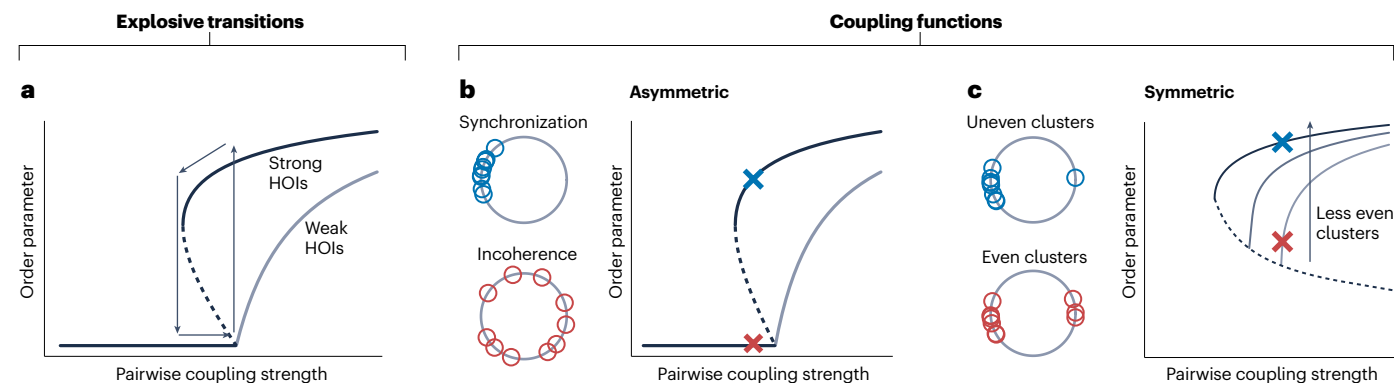 Explosive transitions
Coupling functions
a
Order parameter
Strong
HOIs
Weak
HOIs
Pairwise coupling strength
b
Synchronization
Incoherence
Asymmetric
Order parameter
Pairwise coupling strength
c
Uneven clusters
Even clusters
Symmetric
Order parameter
Less even
clusters
Pairwise coupling strength